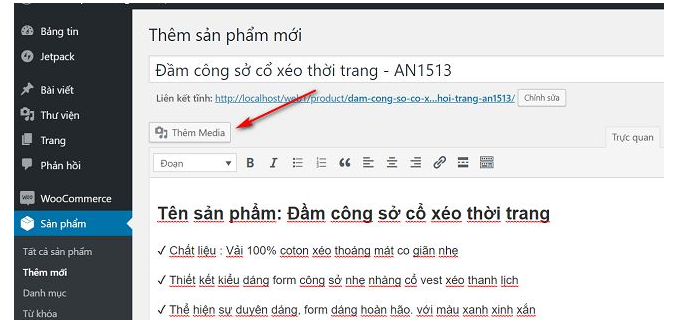 Bảng tin
Jetpack
Bài viết
Thư viện
Trang
Phản hồi
WooCommerce
Sản phẩm
Tất cả sản phẩm
Thêm mới
Danh mục
Từ khóa
Thêm sản phẩm mới
Đầm công sở cổ xéo thời trang - AN1513
Liên kết tĩnh: http://localhost/web1/product/dam-cong-so-co-x...hoi-trang-an1513/ Chỉnh sửa
Thêm Media
Trực quan
Đoạn B I
Tên sản phẩm: Đầm công sở cổ xéo thời trang
✓ Chất liệu : Vải 100% coton xéo thoáng mát co giãn nhẹ
✓ Thiết kết kiểu dáng form công sở nhẹ nhàng cổ vest xéo thanh lịch
✓ Thể hiện sự duyên dáng, form dáng hoàn hảo, với màu xanh xinh xắn